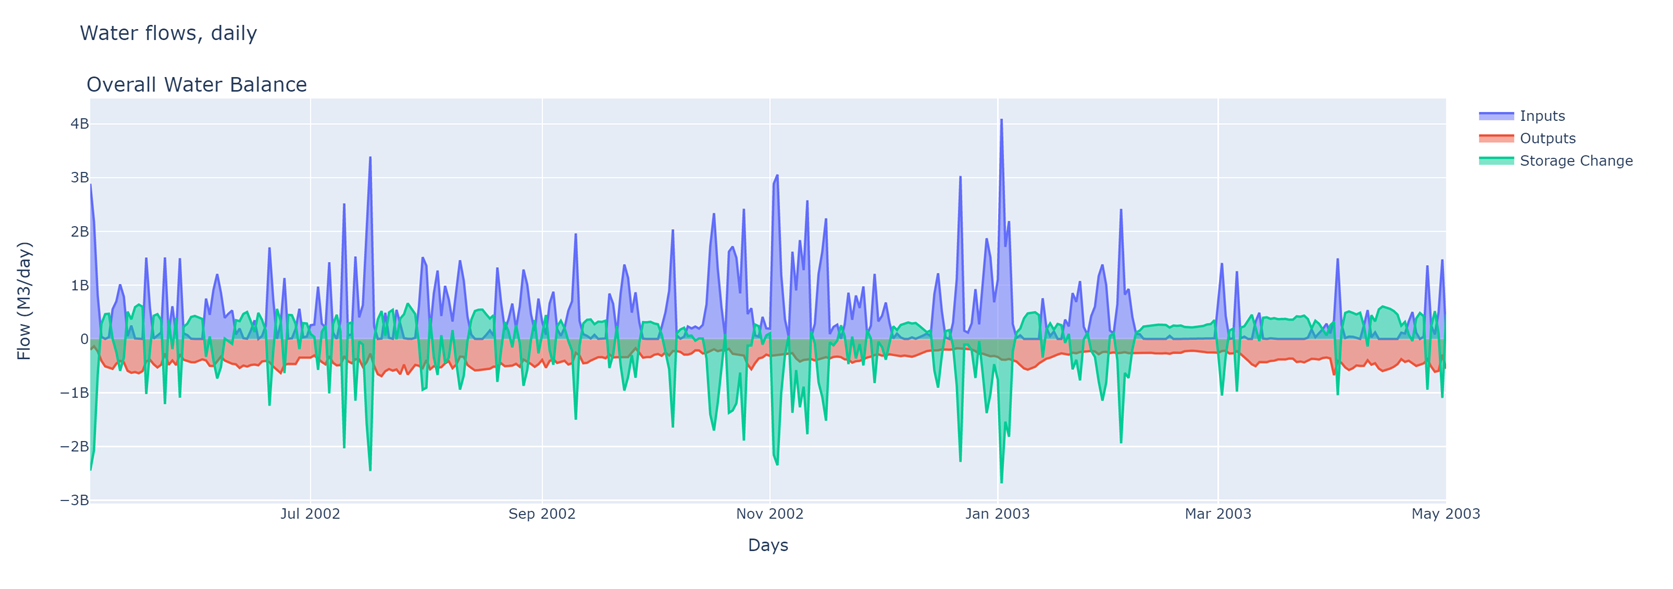 Water flows, daily
Overall Water Balance
4B
3B
2B
1B
0
−1B
−2B
−3B
Flow (M3/day)
Jul 2002
Sep 2002
Nov 2002
Jan 2003
Mar 2003
May 2003
Days
Inputs
Outputs
Storage Change